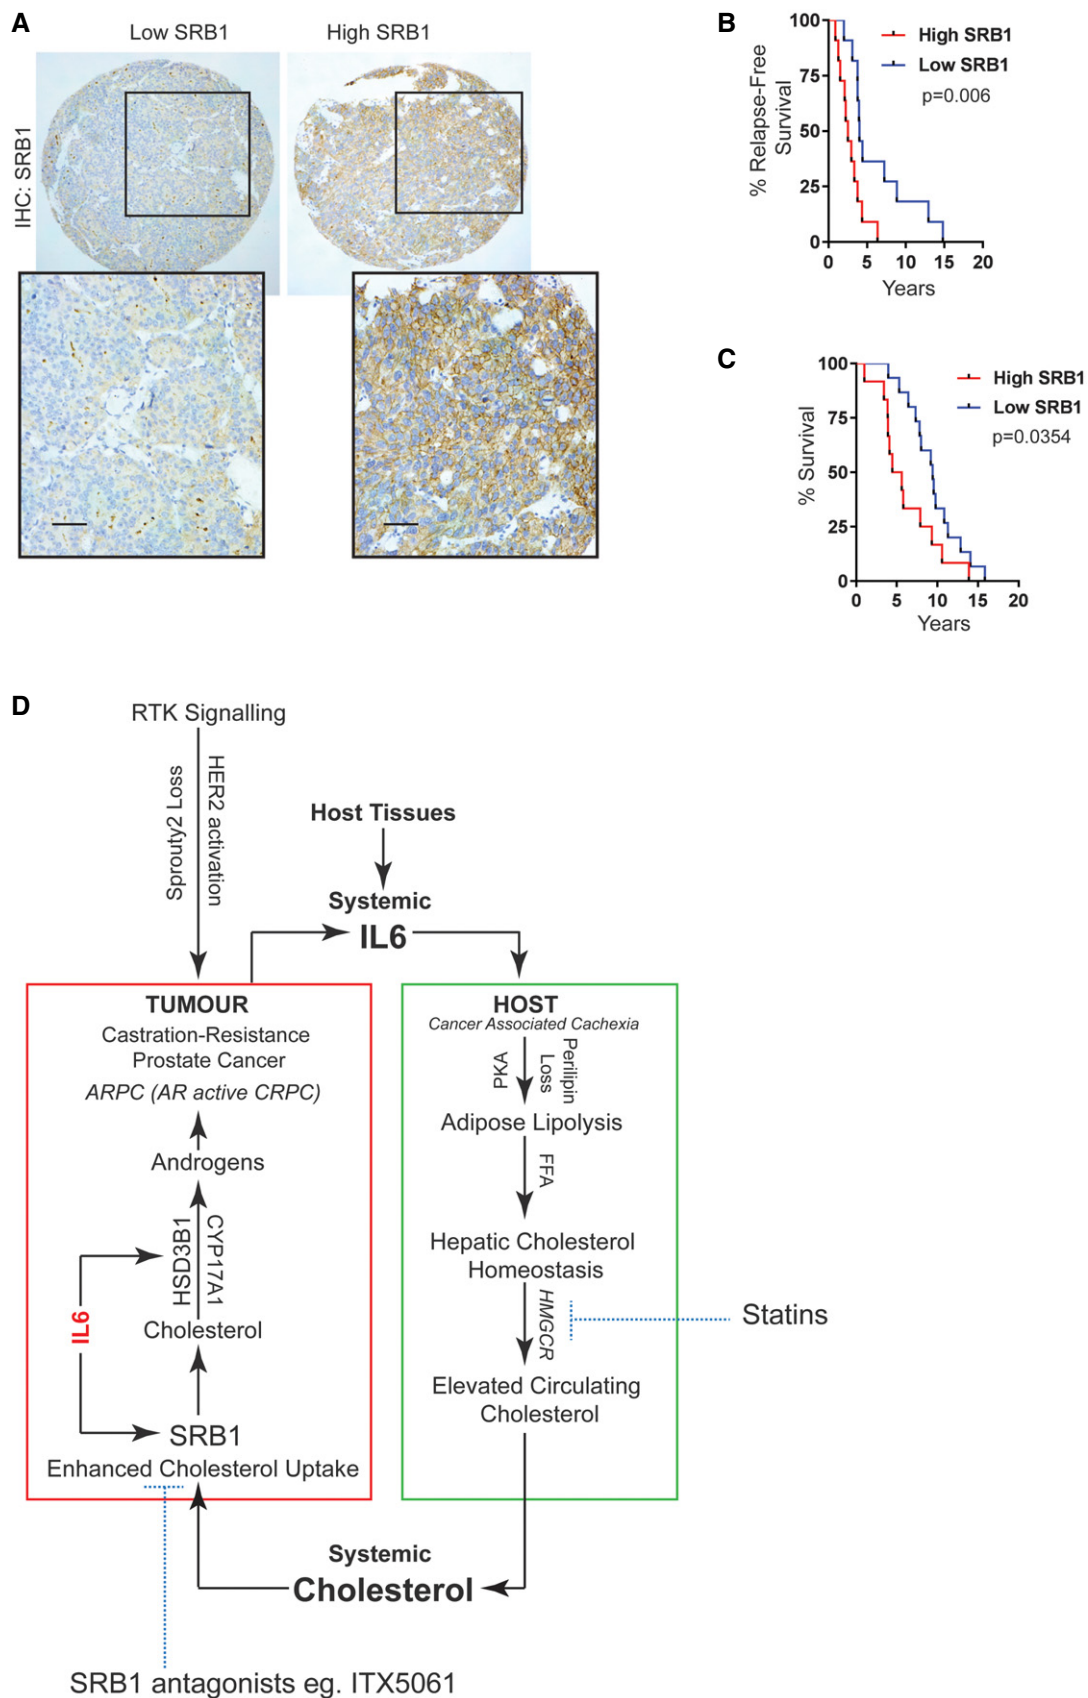 A
Low SRB1
High SRB1
IHC: SRB1
B
100
75
50
25
0
% Relapse-Free
Survival
0 5 10 15 20
Years
High SRB1
Low SRB1
p=0.006
C
100
75
50
25
0
% Survival
0 5 10 15 20
Years
High SRB1
Low SRB1
p=0.0354
D
RTK Signalling
Sprouty2 Loss
HER2 activation
Host Tissues
Systemic
IL6
TUMOUR
Castration-Resistance
Prostate Cancer
ARPC (AR active CRPC)
Androgens
HSD3B1
CYP17A1
IL6
Cholesterol
SRB1
Enhanced Cholesterol Uptake
HOST
Cancer Associated Cachexia
PKA
Perilipin
Loss
Adipose Lipolysis
FFA
Hepatic Cholesterol
Homeostasis
HMGCR
Statins
Elevated Circulating
Cholesterol
Systemic
Cholesterol
SRB1 antagonists eg. ITX5061